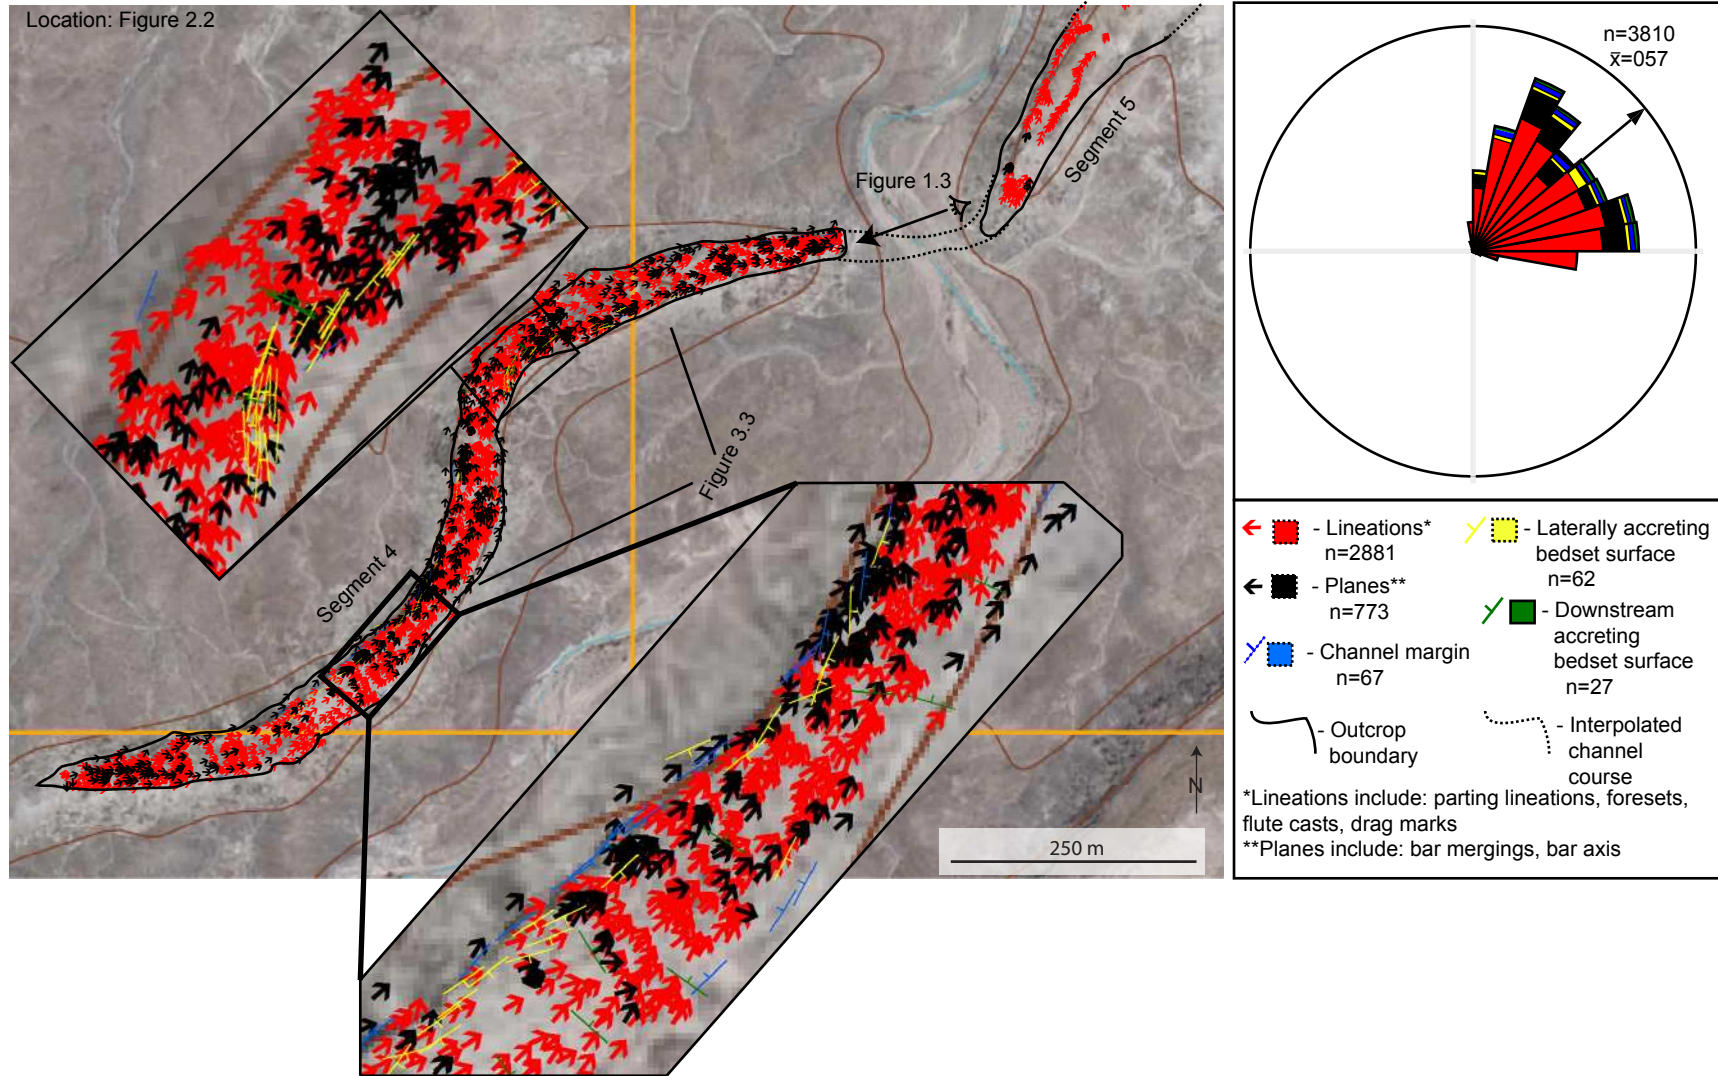 Location: Figure 2.2
Figure 1.3
Segment 5
Figure 3.3
Segment 4
N
250 m
n=3810
x̄=057
- Lineations*
n=2881
- Planes**
n=773
- Channel margin
n=67
- Outcrop
boundary
- Laterally accreting
bedset surface
n=62
- Downstream
accreting
bedset surface
n=27
- Interpolated
channel
course
*Lineations include: parting lineations, foresets,
flute casts, drag marks
**Planes include: bar mergings, bar axis